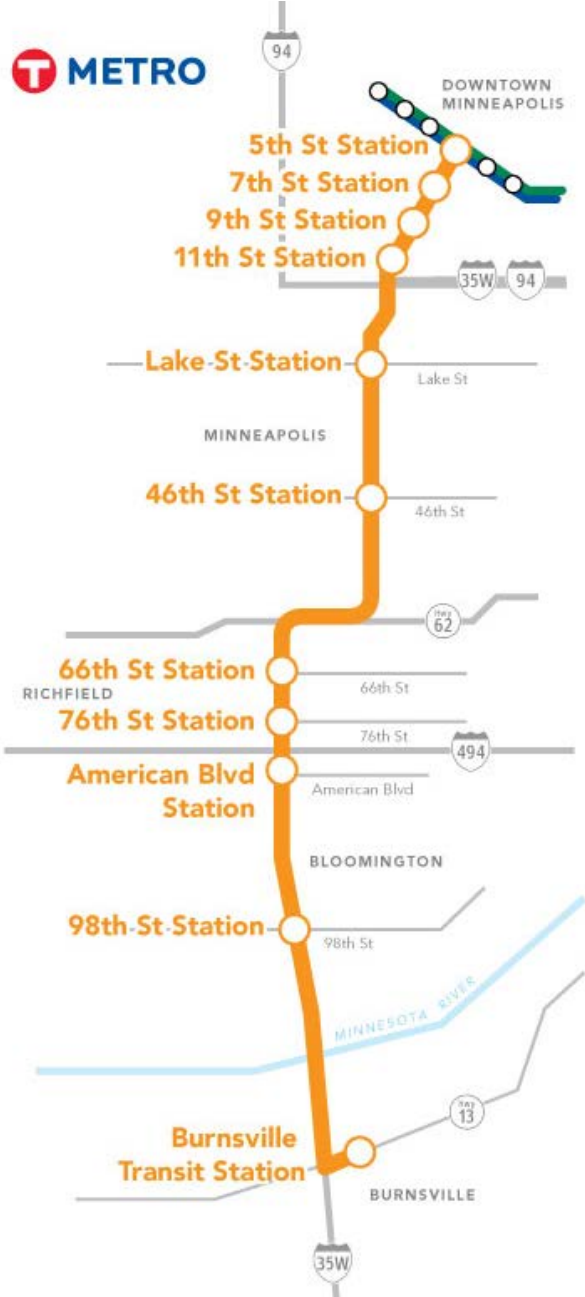 T METRO
94
DOWNTOWN
MINNEAPOLIS
5th St Station
7th St Station
9th St Station
11th St Station
35W
94
Lake St Station
Lake St
MINNEAPOLIS
46th St Station
46th St
Hwy
62
66th St Station
66th St
RICHFIELD
76th St Station
76th St
494
American Blvd
Station
American Blvd
BLOOMINGTON
98th St Station
98th St
MINNESOTA RIVER
Hwy
13
Burnsville
Transit Station
BURNSVILLE
35W